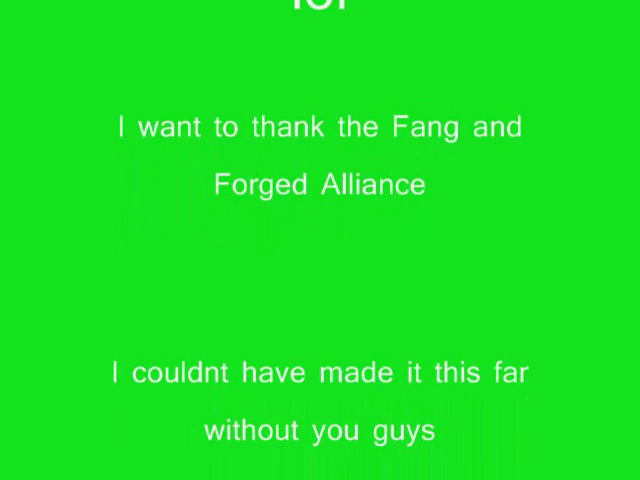 I want to thank the Fang and
Forged Alliance
I couldnt have made it this far
without you guys